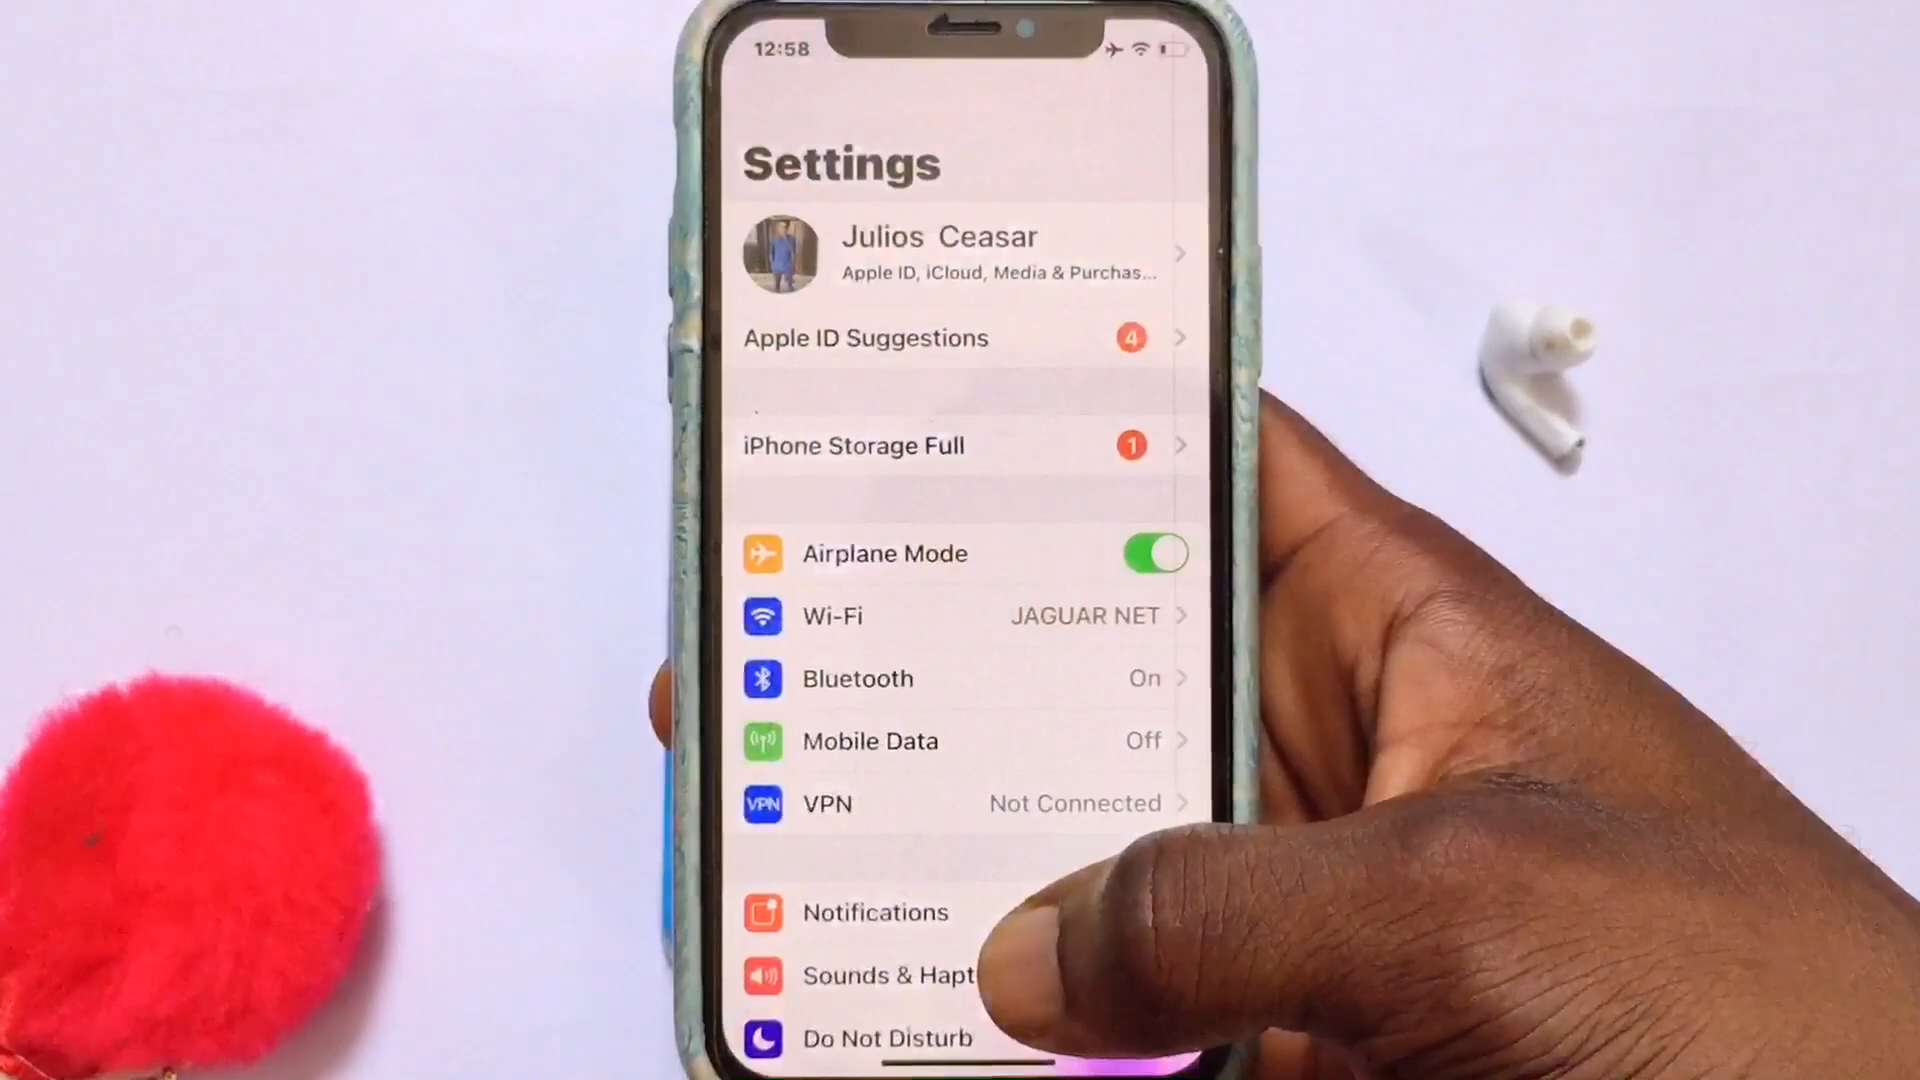 12:58
Settings
Julios Ceasar
Apple ID, iCloud, Media & Purchas...
Apple ID Suggestions 4
iPhone Storage Full 1
Airplane Mode
Wi-Fi JAGUAR NET
Bluetooth On
Mobile Data Off
VPN VPN Not Connected
Notifications
Sounds & Hapt
Do Not Disturb